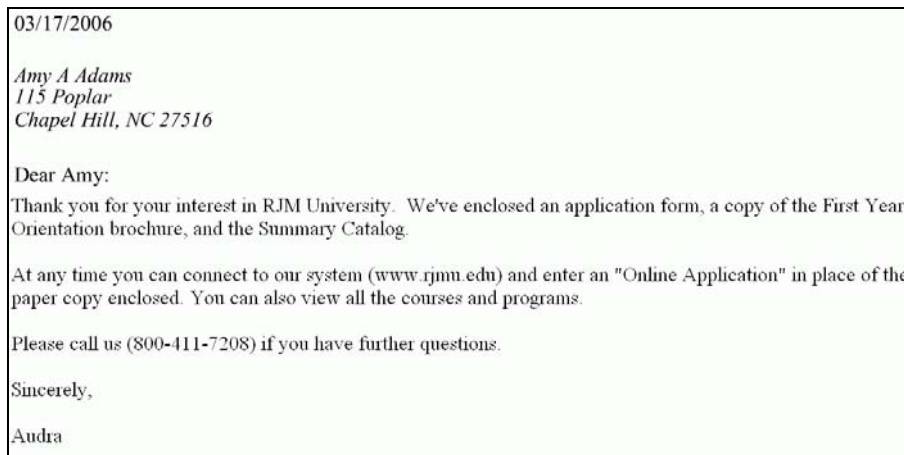 03/17/2006
Amy A Adams
115 Poplar
Chapel Hill, NC 27516
Dear Amy:
Thank you for your interest in RJM University.  We've enclosed an application form, a copy of the First Year
Orientation brochure, and the Summary Catalog.
At any time you can connect to our system (www.rjmu.edu) and enter an "Online Application" in place of the
paper copy enclosed. You can also view all the courses and programs.
Please call us (800-411-7208) if you have further questions.
Sincerely,
Audra